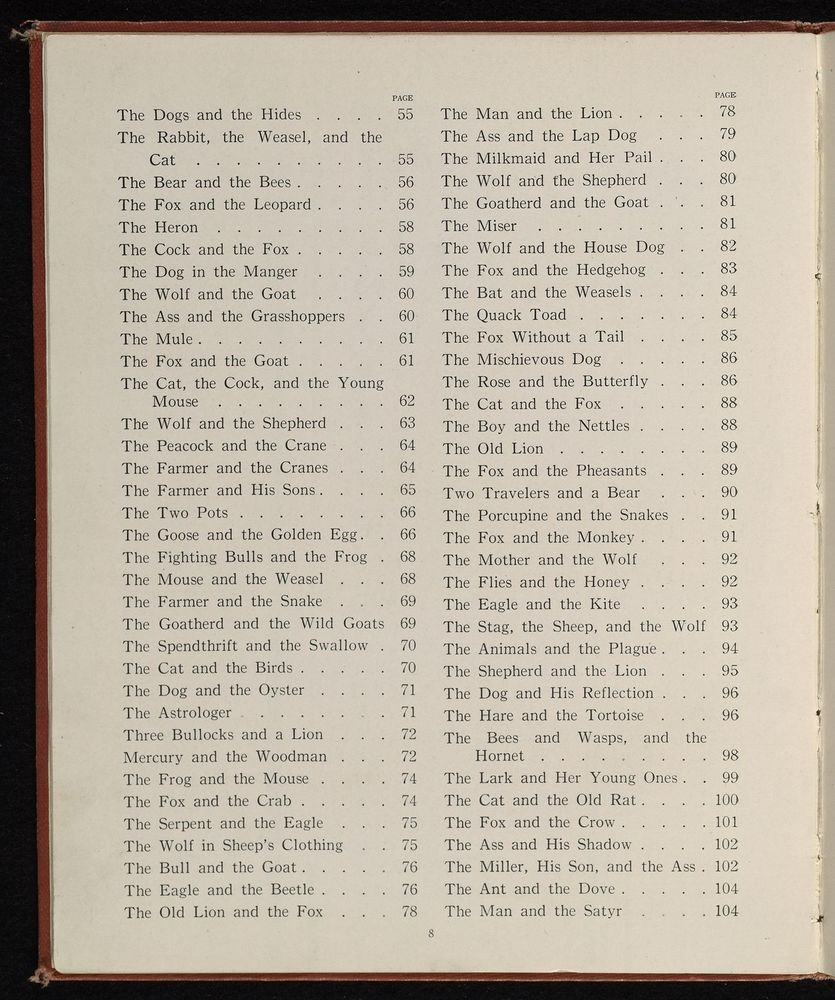 PAGE
The Dogs and the Hides . . . . 55
The Rabbit, the Weasel, and the
Cat . . . . . . . . . . 55
The Bear and the Bees . . . . . 56
The Fox and the Leopard . . . . 56
The Heron . . . . . . . . . 58
The Cock and the Fox . . . . . 58
The Dog in the Manger . . . . 59
The Wolf and the Goat . . . . 60
The Ass and the Grasshoppers . . 60
The Mule . . . . . . . . . . 61
The Fox and the Goat . . . . . 61
The Cat, the Cock, and the Young
Mouse . . . . . . . . . 62
The Wolf and the Shepherd . . . 63
The Peacock and the Crane . . . 64
The Farmer and the Cranes . . . 64
The Farmer and His Sons . . . . 65
The Two Pots . . . . . . . . 66
The Goose and the Golden Egg . . 66
The Fighting Bulls and the Frog . 68
The Mouse and the Weasel . . . 68
The Farmer and the Snake . . . 69
The Goatherd and the Wild Goats 69
The Spendthrift and the Swallow . 70
The Cat and the Birds . . . . . 70
The Dog and the Oyster . . . . 71
The Astrologer . . . . . . . . 71
Three Bullocks and a Lion . . . 72
Mercury and the Woodman . . . 72
The Frog and the Mouse . . . . 74
The Fox and the Crab . . . . . 74
The Serpent and the Eagle . . . 75
The Wolf in Sheep's Clothing . . 75
The Bull and the Goat . . . . . 76
The Eagle and the Beetle . . . . 76
The Old Lion and the Fox . . . 78
PAGE
The Man and the Lion . . . . . 78
The Ass and the Lap Dog . . . 79
The Milkmaid and Her Pail . . . 80
The Wolf and the Shepherd . . . 80
The Goatherd and the Goat . . . 81
The Miser . . . . . . . . . 81
The Wolf and the House Dog . . 82
The Fox and the Hedgehog . . . 83
The Bat and the Weasels . . . . 84
The Quack Toad . . . . . . . 84
The Fox Without a Tail . . . . 85
The Mischievous Dog . . . . . 86
The Rose and the Butterfly . . . 86
The Cat and the Fox . . . . . 88
The Boy and the Nettles . . . . 88
The Old Lion . . . . . . . . 89
The Fox and the Pheasants . . . 89
Two Travelers and a Bear . . . 90
The Porcupine and the Snakes . . 91
The Fox and the Monkey . . . . 91
The Mother and the Wolf . . . 92
The Flies and the Honey . . . . 92
The Eagle and the Kite . . . . 93
The Stag, the Sheep, and the Wolf 93
The Animals and the Plague . . . 94
The Shepherd and the Lion . . . 95
The Dog and His Reflection . . . 96
The Hare and the Tortoise . . . 96
The Bees and Wasps, and the
Hornet . . . . . . . . . 98
The Lark and Her Young Ones . . 99
The Cat and the Old Rat . . . . 100
The Fox and the Crow . . . . . 101
The Ass and His Shadow . . . . 102
The Miller, His Son, and the Ass . 102
The Ant and the Dove . . . . . 104
The Man and the Satyr . . . . 104
8